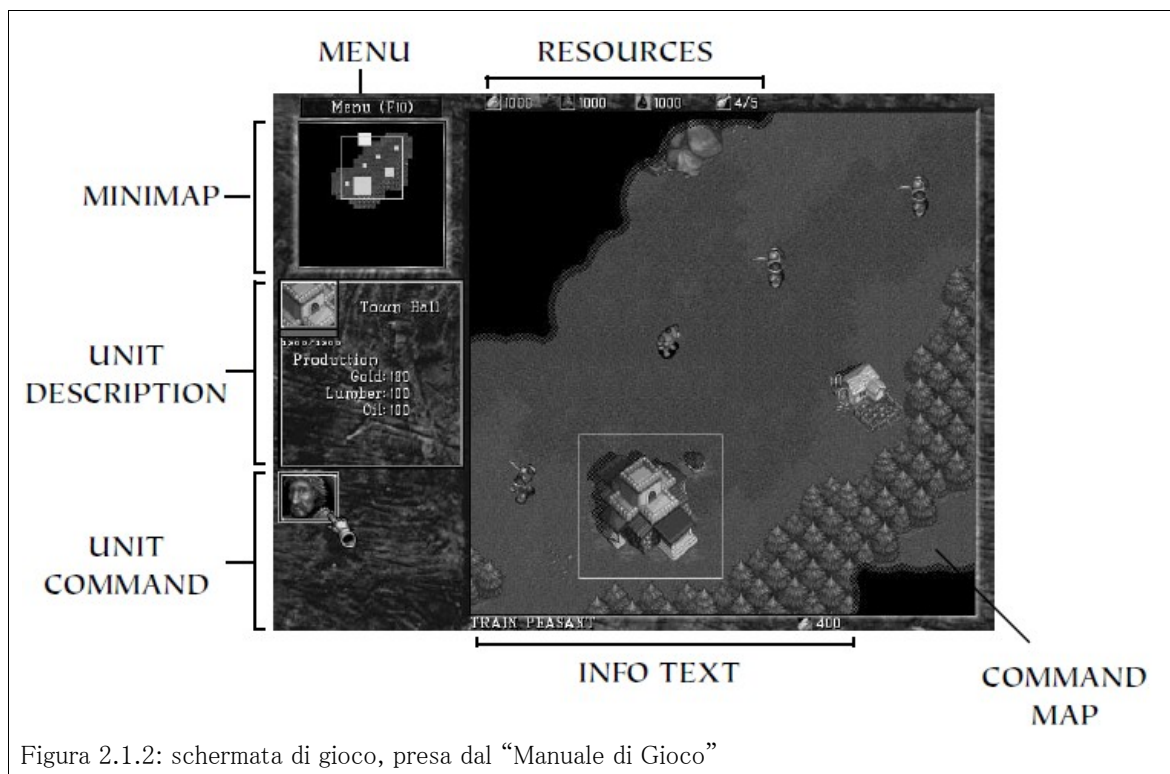 MENU
RESOURCES
Menu (F10)
1000
1000
1000
4/5
MINIMAP
Town Hall
Production
Gold: 100
Lumber: 100
Oil: 100
UNIT
DESCRIPTION
UNIT
COMMAND
TRAIN PEASANT
400
INFO TEXT
COMMAND
MAP
Figura 2.1.2: schermata di gioco, presa dal “Manuale di Gioco”